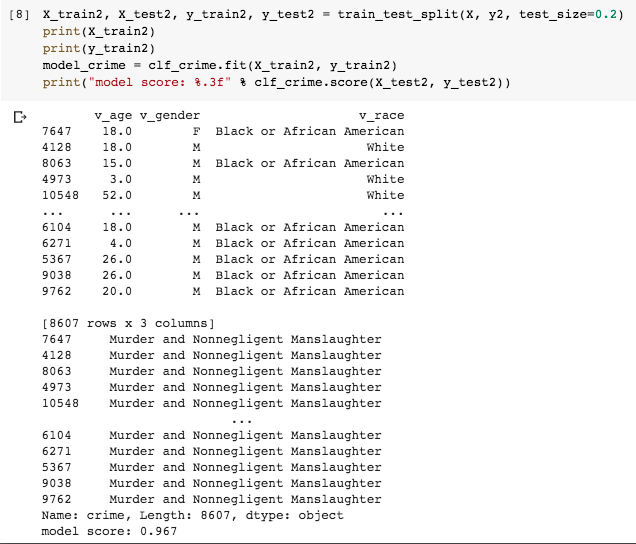 [8] X_train2, X_test2, y_train2, y_test2 = train_test_split(X, y2, test_size=0.2)
print(X_train2)
print(y_train2)
model_crime = clf_crime.fit(X_train2, y_train2)
print("model score: %.3f" % clf_crime.score(X_test2, y_test2))
v_age v_gender v_race
7647 18.0 F Black or African American
4128 18.0 M White
8063 15.0 M Black or African American
4973 3.0 M White
10548 52.0 M White
... ... ... ...
6104 18.0 M Black or African American
6271 4.0 M Black or African American
5367 26.0 M Black or African American
9038 26.0 M Black or African American
9762 20.0 M Black or African American
[8607 rows x 3 columns]
7647 Murder and Nonnegligent Manslaughter
4128 Murder and Nonnegligent Manslaughter
8063 Murder and Nonnegligent Manslaughter
4973 Murder and Nonnegligent Manslaughter
10548 Murder and Nonnegligent Manslaughter
...
6104 Murder and Nonnegligent Manslaughter
6271 Murder and Nonnegligent Manslaughter
5367 Murder and Nonnegligent Manslaughter
9038 Murder and Nonnegligent Manslaughter
9762 Murder and Nonnegligent Manslaughter
Name: crime, Length: 8607, dtype: object
model score: 0.967